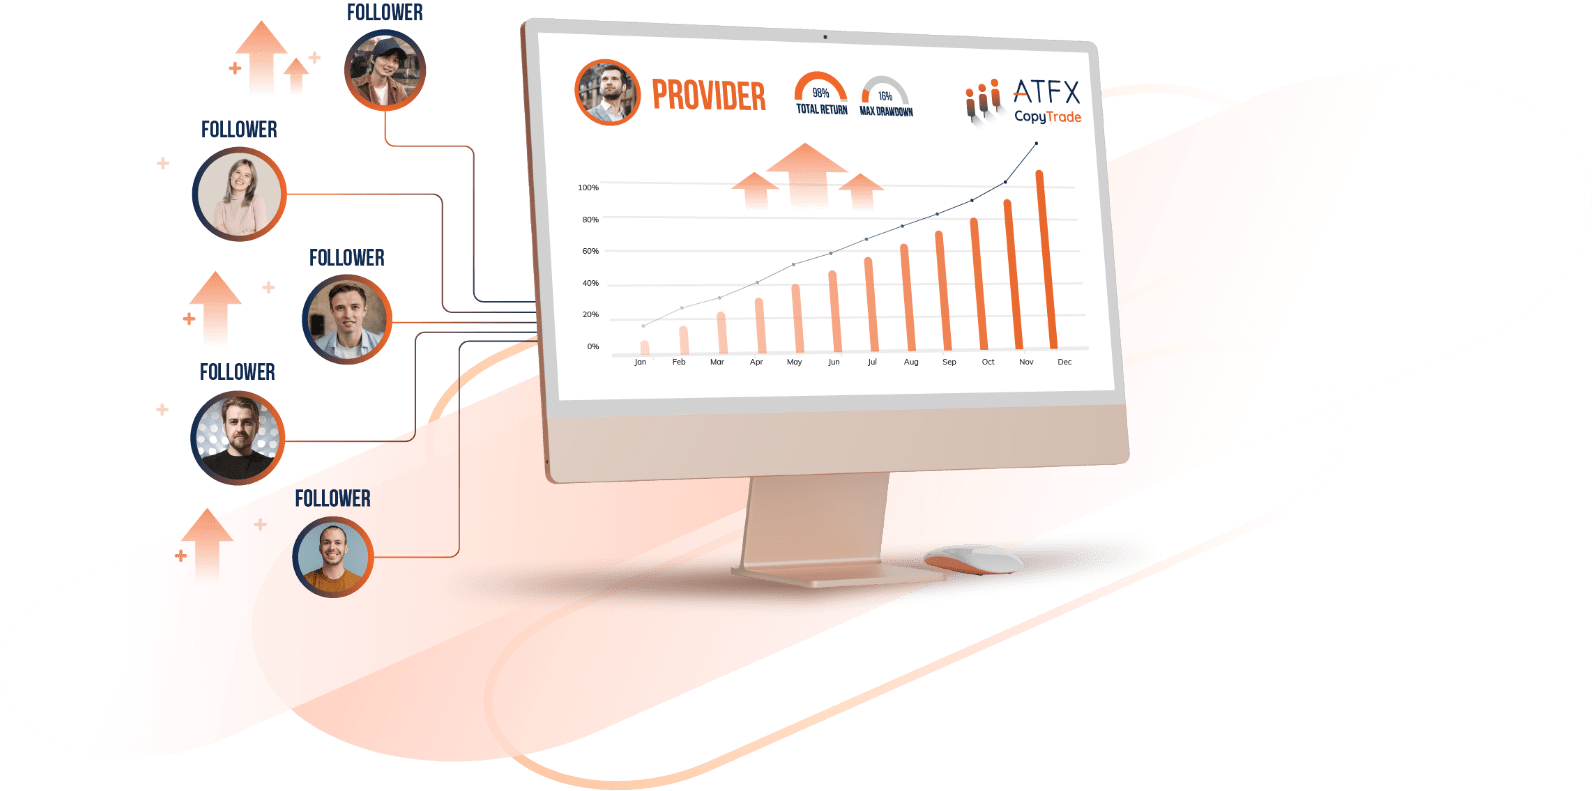 FOLLOWER
FOLLOWER
FOLLOWER
FOLLOWER
FOLLOWER
PROVIDER
98%
TOTAL RETURN
16%
MAX DRAWDOWN
ATFX
CopyTrade
100%
80%
60%
40%
20%
0%
Jan Feb Mar Apr May Jun Jul Aug Sep Oct Nov Dec